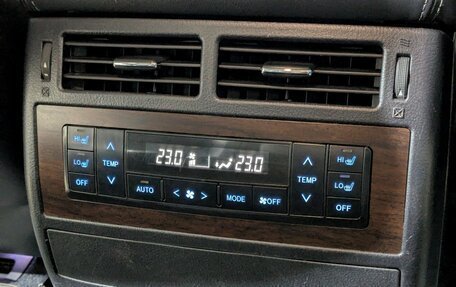 23.0 23.0
HI TEMP TEMP HI
LO LO
OFF AUTO MODE OFF OFF